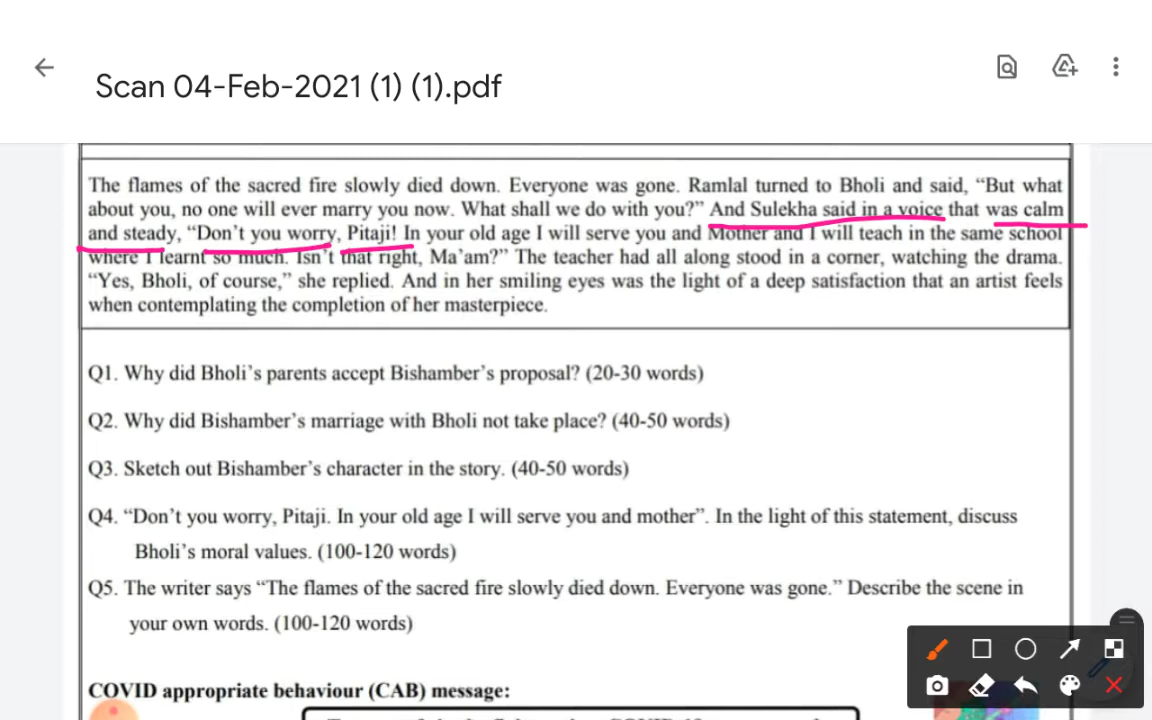 Scan 04-Feb-2021 (1) (1).pdf
The flames of the sacred fire slowly died down. Everyone was gone. Ramlal turned to Bholi and said, “But what
about you, no one will ever marry you now. What shall we do with you?” And Sulekha said in a voice that was calm
and steady, “Don’t you worry, Pitaji! In your old age I will serve you and Mother and I will teach in the same school
where I learnt so much. Isn’t that right, Ma’am?” The teacher had all along stood in a corner, watching the drama.
“Yes, Bholi, of course,” she replied. And in her smiling eyes was the light of a deep satisfaction that an artist feels
when contemplating the completion of her masterpiece.
Q1. Why did Bholi’s parents accept Bishamber’s proposal? (20-30 words)
Q2. Why did Bishamber’s marriage with Bholi not take place? (40-50 words)
Q3. Sketch out Bishamber’s character in the story. (40-50 words)
Q4. “Don’t you worry, Pitaji. In your old age I will serve you and mother”. In the light of this statement, discuss
Bholi’s moral values. (100-120 words)
Q5. The writer says “The flames of the sacred fire slowly died down. Everyone was gone.” Describe the scene in
your own words. (100-120 words)
COVID appropriate behaviour (CAB) message: